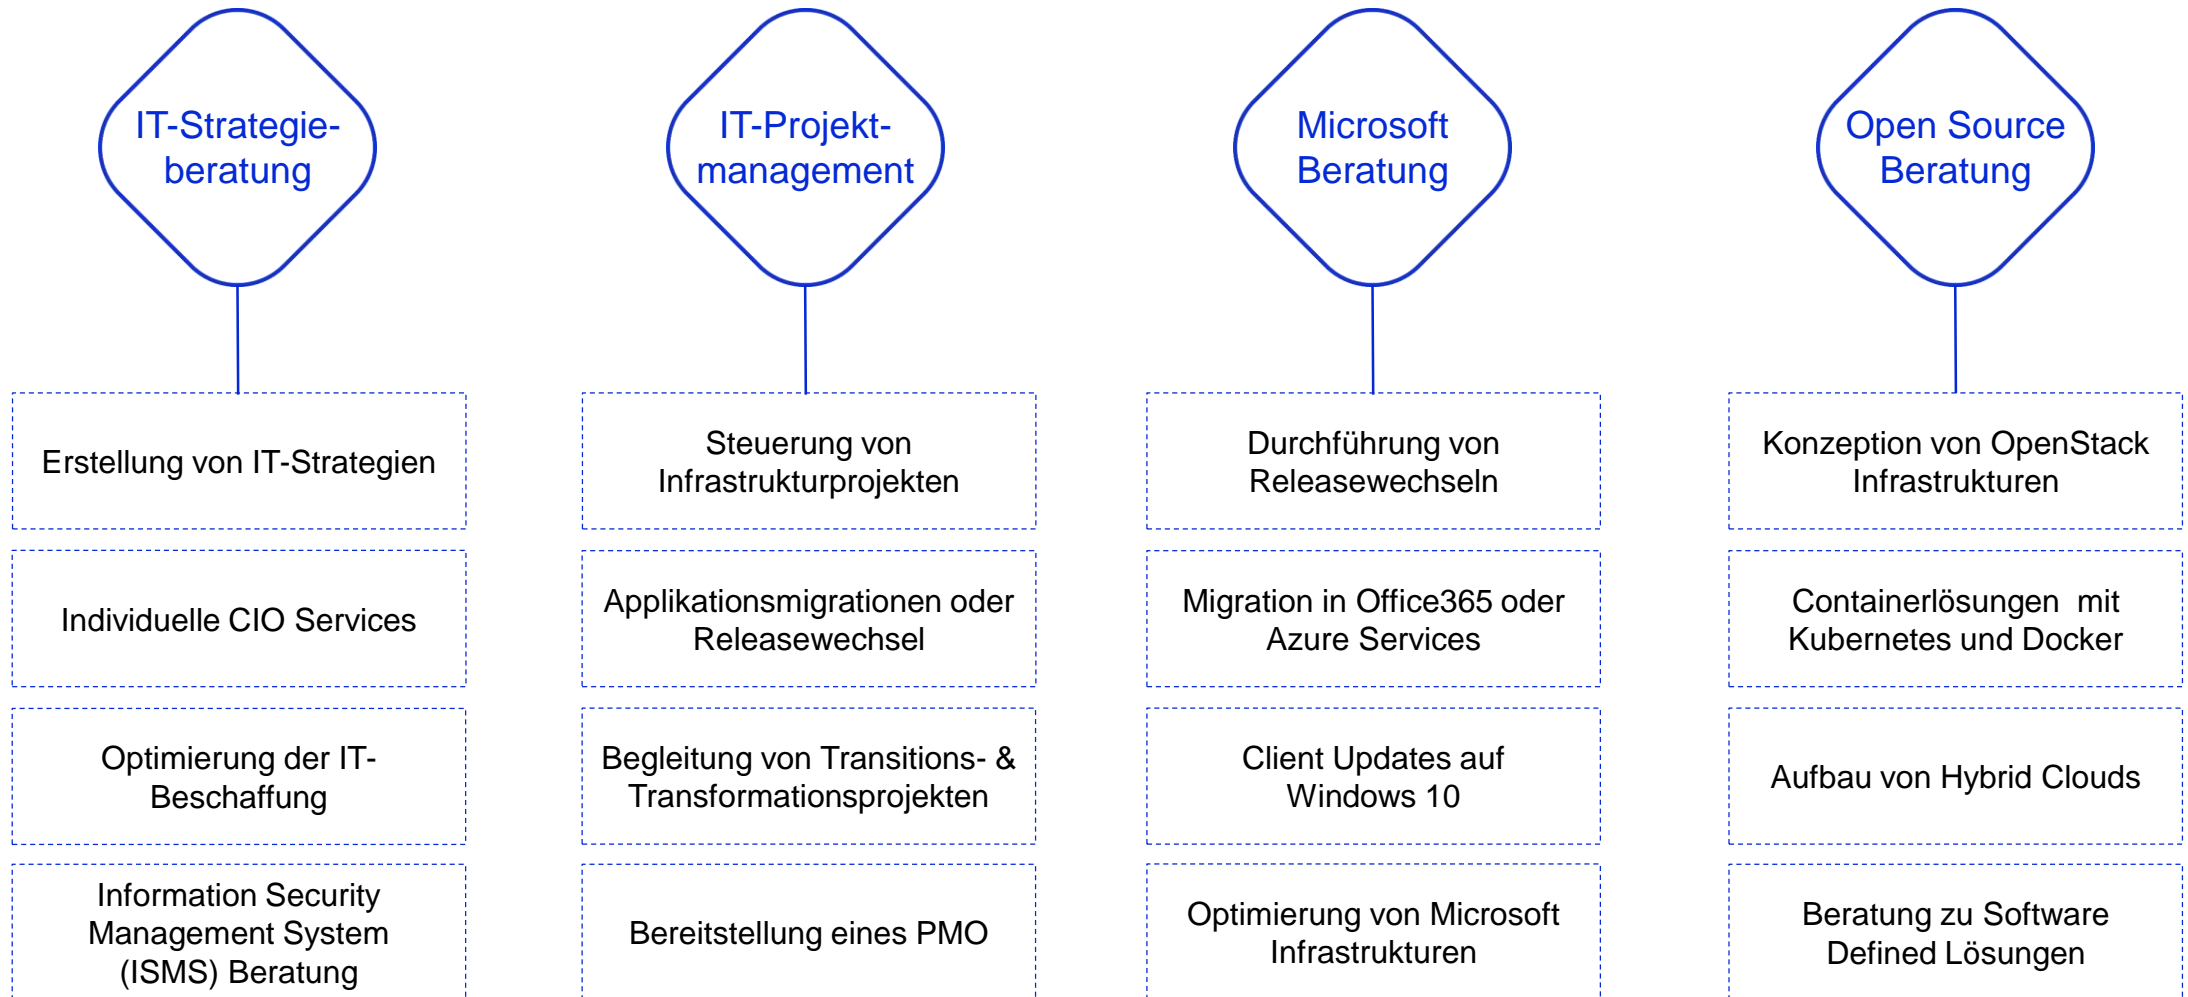 IT-Strategie-
beratung
Erstellung von IT-Strategien
Individuelle CIO Services
Optimierung der IT-
Beschaffung
Information Security
Management System
(ISMS) Beratung
IT-Projekt-
management
Steuerung von
Infrastrukturprojekten
Applikationsmigrationen oder
Releasewechsel
Begleitung von Transitions- &
Transformationsprojekten
Bereitstellung eines PMO
Microsoft
Beratung
Durchführung von
Releasewechseln
Migration in Office365 oder
Azure Services
Client Updates auf
Windows 10
Optimierung von Microsoft
Infrastrukturen
Open Source
Beratung
Konzeption von OpenStack
Infrastrukturen
Containerlösungen  mit
Kubernetes und Docker
Aufbau von Hybrid Clouds
Beratung zu Software
Defined Lösungen